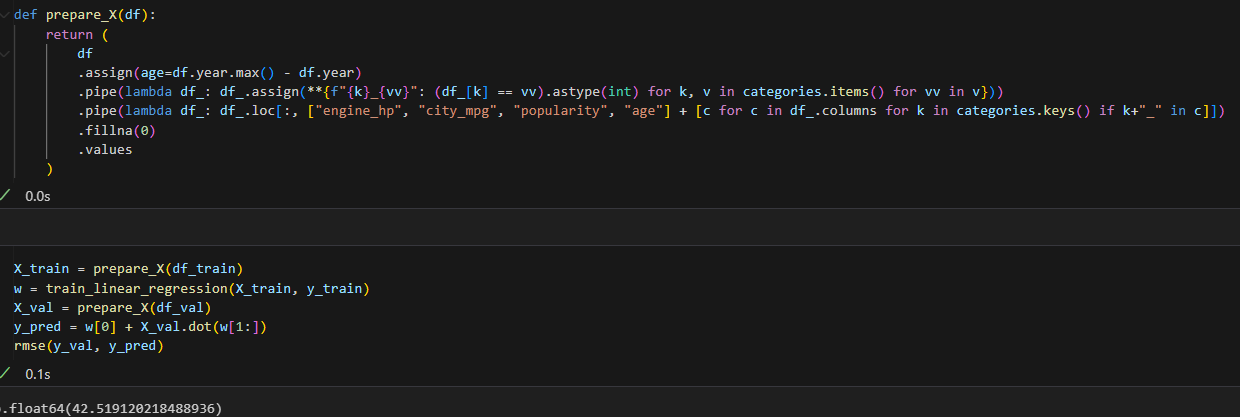 def prepare_X(df):
    return (
        df
        .assign(age=df.year.max() - df.year)
        .pipe(lambda df_: df_.assign(**{f"{k}_{vv}": (df_[k] == vv).astype(int) for k, v in categories.items() for vv in v}))
        .pipe(lambda df_: df_.loc[:, ["engine_hp", "city_mpg", "popularity", "age"] + [c for c in df_.columns for k in categories.keys() if k+"_" in c]])
        .fillna(0)
        .values
    )
0.0s
X_train = prepare_X(df_train)
w = train_linear_regression(X_train, y_train)
X_val = prepare_X(df_val)
y_pred = w[0] + X_val.dot(w[1:])
rmse(y_val, y_pred)
0.1s
.float64(42.519120218488936)